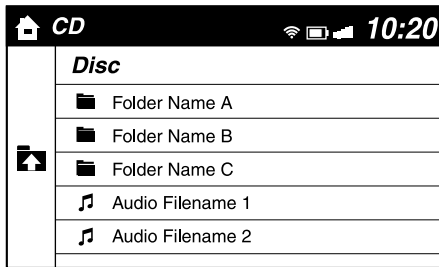 CD 10:20
Disc
Folder Name A
Folder Name B
Folder Name C
Audio Filename 1
Audio Filename 2